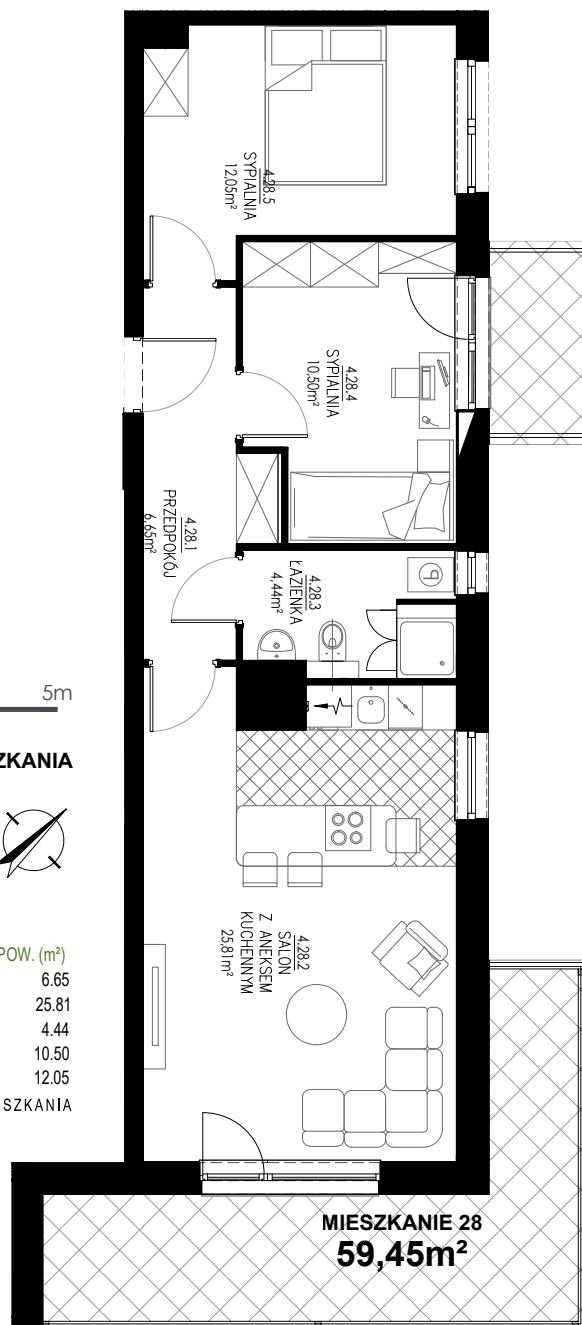 4.28.5
SYPIALNIA
12,05m²
4.28.4
SYPIALNIA
10,50m²
4.28.1
PRZEDPOKÓJ
6,65m²
4.28.3
ŁAZIENKA
4,44m²
5m
ZKANIA
4.28.2
SALON
Z ANEKSEM
KUCHENNYM
25,81m²
POW. (m²)
6.65
25.81
4.44
10.50
12.05
SZKANIA
MIESZKANIE 28
59,45m²